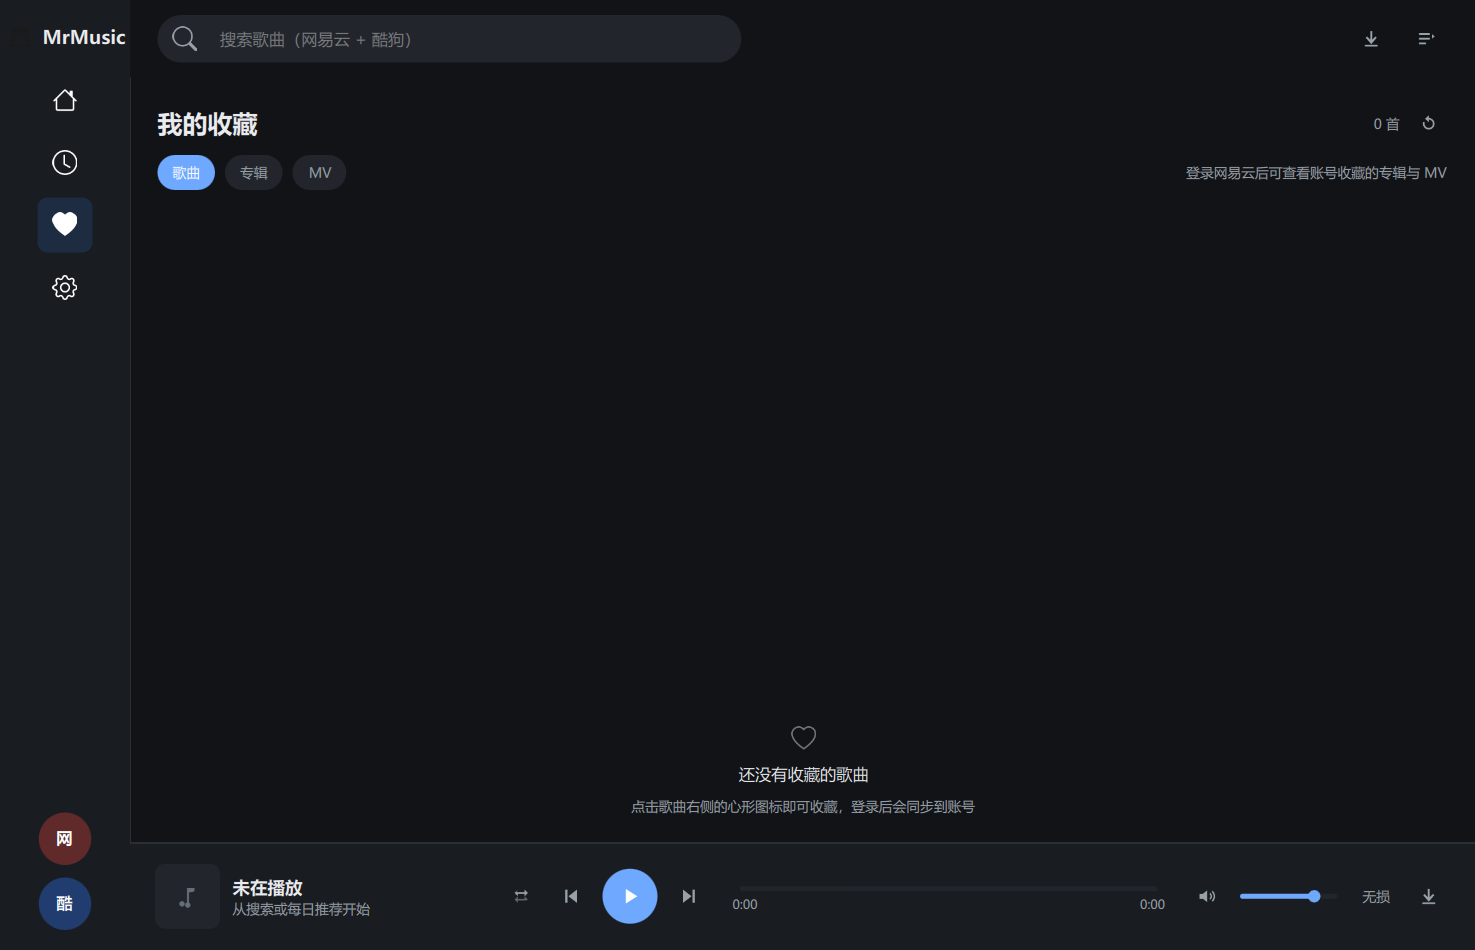 MrMusic
搜索歌曲（网易云 + 酷狗）
我的收藏
0 首
歌曲
专辑
MV
登录网易云后可查看账号收藏的专辑与 MV
还没有收藏的歌曲
点击歌曲右侧的心形图标即可收藏，登录后会同步到账号
网
酷
未在播放
从搜索或每日推荐开始
0:00
0:00
无损